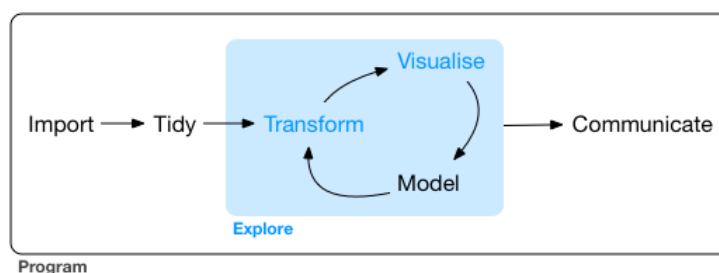 Visualise
Import
Tidy
Transform
Communicate
Model
Explore
Program